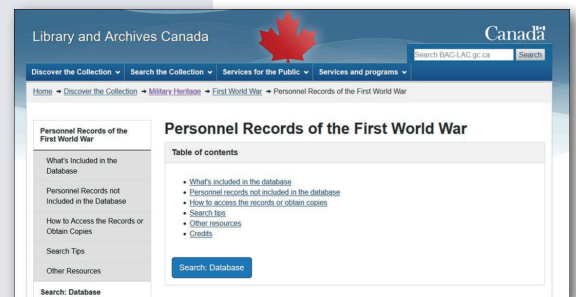 Library and Archives Canada
Canada
Search BAC-LAC.gc.ca Search
Discover the Collection Search the Collection Services for the Public Services and programs
Home → Discover the Collection → Military Heritage → First World War → Personnel Records of the First World War
Personnel Records of the
First World War
What's Included in the
Database
Personnel Records not
Included in the Database
How to Access the Records or
Obtain Copies
Search Tips
Other Resources
Search: Database
Personnel Records of the First World War
Table of contents
• What's included in the database
• Personnel records not included in the database
• How to access the records or obtain copies
• Search tips
• Other resources
• Credits
Search: Database